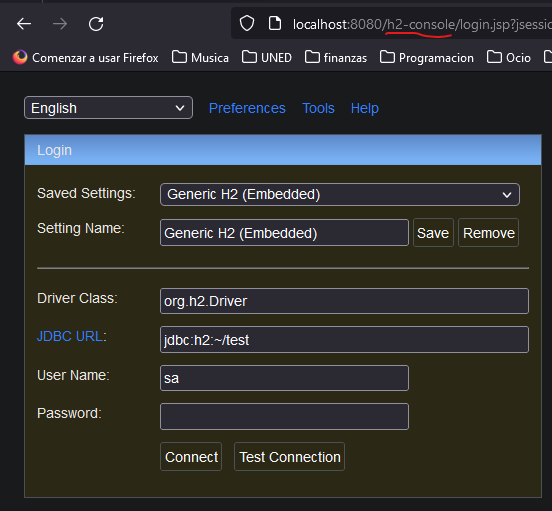 localhost:8080/h2-console/login.jsp?jsessio
Comenzar a usar Firefox Musica UNED finanzas Programacion Ocio
English Preferences Tools Help
Login
Saved Settings: Generic H2 (Embedded)
Setting Name: Generic H2 (Embedded) Save Remove
Driver Class: org.h2.Driver
JDBC URL: jdbc:h2:~/test
User Name: sa
Password:
Connect Test Connection